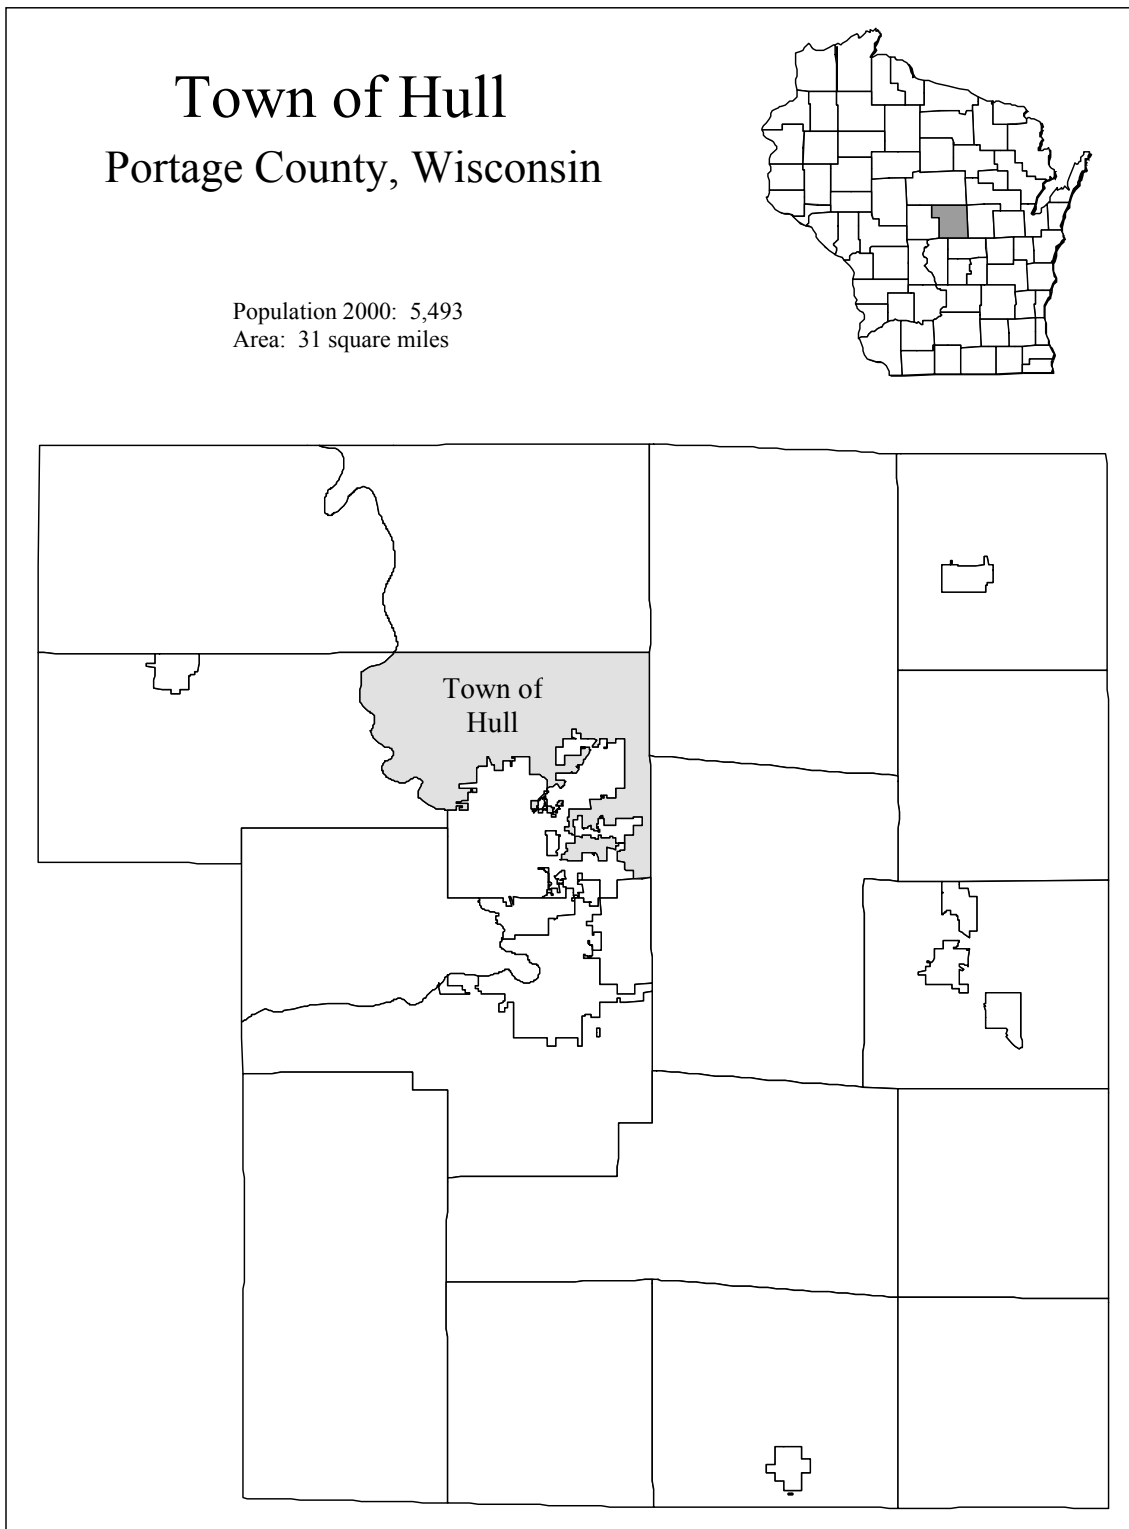 Town of Hull
Portage County, Wisconsin
Population 2000: 5,493
Area: 31 square miles
Town of
Hull